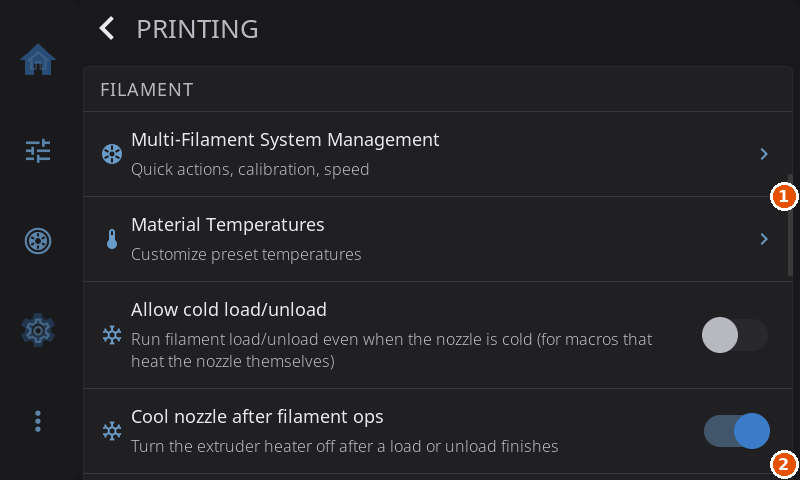 PRINTING
FILAMENT
Multi-Filament System Management
Quick actions, calibration, speed
1
Material Temperatures
Customize preset temperatures
Allow cold load/unload
Run filament load/unload even when the nozzle is cold (for macros that
heat the nozzle themselves)
Cool nozzle after filament ops
Turn the extruder heater off after a load or unload finishes
2